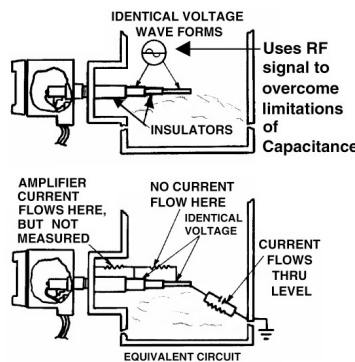 IDENTICAL VOLTAGE
WAVE FORMS
Uses RF
signal to
overcome
limitations
of
Capacitance
INSULATORS
AMPLIFIER
CURRENT
FLOWS HERE,
BUT NOT
MEASURED
NO CURRENT
FLOW HERE
IDENTICAL
VOLTAGE
CURRENT
FLOWS
THRU
LEVEL
EQUIVALENT CIRCUIT